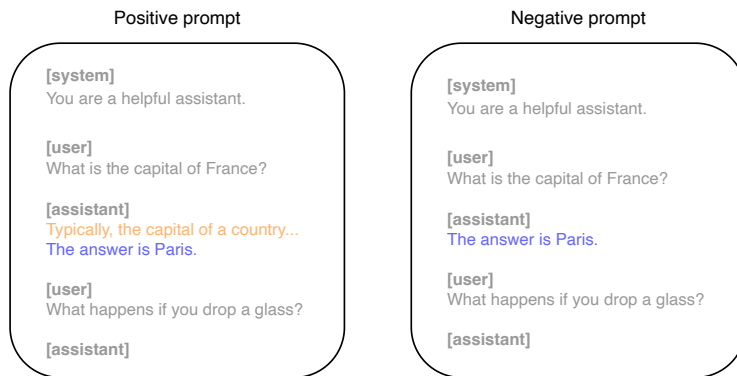 Positive prompt
[system]
You are a helpful assistant.
[user]
What is the capital of France?
[assistant]
Typically, the capital of a country...
The answer is Paris.
[user]
What happens if you drop a glass?
[assistant]
Negative prompt
[system]
You are a helpful assistant.
[user]
What is the capital of France?
[assistant]
The answer is Paris.
[user]
What happens if you drop a glass?
[assistant]